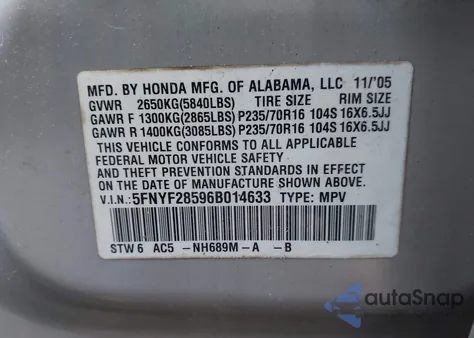 MFD. BY HONDA MFG. OF ALABAMA, LLC 11/'05
GVWR 2650KG(5840LBS) TIRE SIZE RIM SIZE
GAWR F 1300KG(2865LBS) P235/70R16 104S 16X6.5JJ
GAWR R 1400KG(3085LBS) P235/70R16 104S 16X6.5JJ
THIS VEHICLE CONFORMS TO ALL APPLICABLE
FEDERAL MOTOR VEHICLE SAFETY
AND THEFT PREVENTION STANDARDS IN EFFECT
ON THE DATE OF MANUFACTURE SHOWN ABOVE.
V.I.N.: 5FNYF28596B014633 TYPE: MPV
STW 6 AC5 -NH689M-A -B
autoSnap